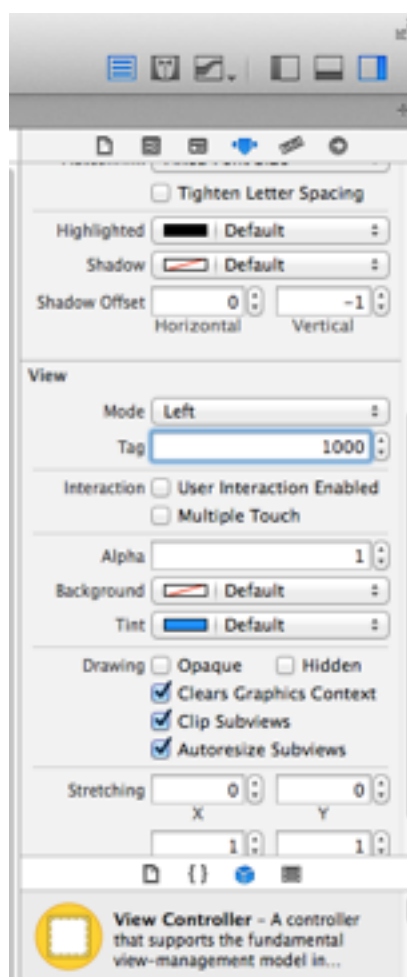 Tighten Letter Spacing
Highlighted Default
Shadow Default
Shadow Offset 0 -1
Horizontal Vertical
View
Mode Left
Tag 1000
Interaction User Interaction Enabled
Multiple Touch
Alpha 1
Background Default
Tint Default
Drawing Opaque Hidden
Clears Graphics Context
Clip Subviews
Autoresize Subviews
Stretching 0 0
X Y
1 1
{}
View Controller – A controller
that supports the fundamental
view-management model in...